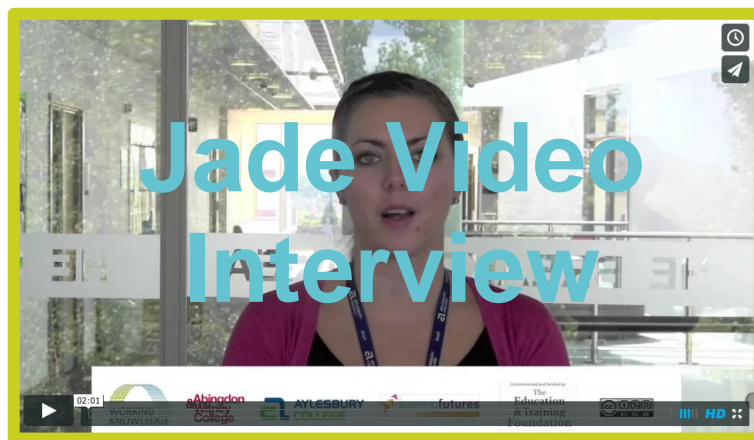 Jade Video
Interview
02:01
WORKING
KNOWLEDGE
Abingdon
& Witney
College
AYLESBURY
COLLEGE
learning futures
Commissioned and funded by
The
Education
& Training
Foundation
HD